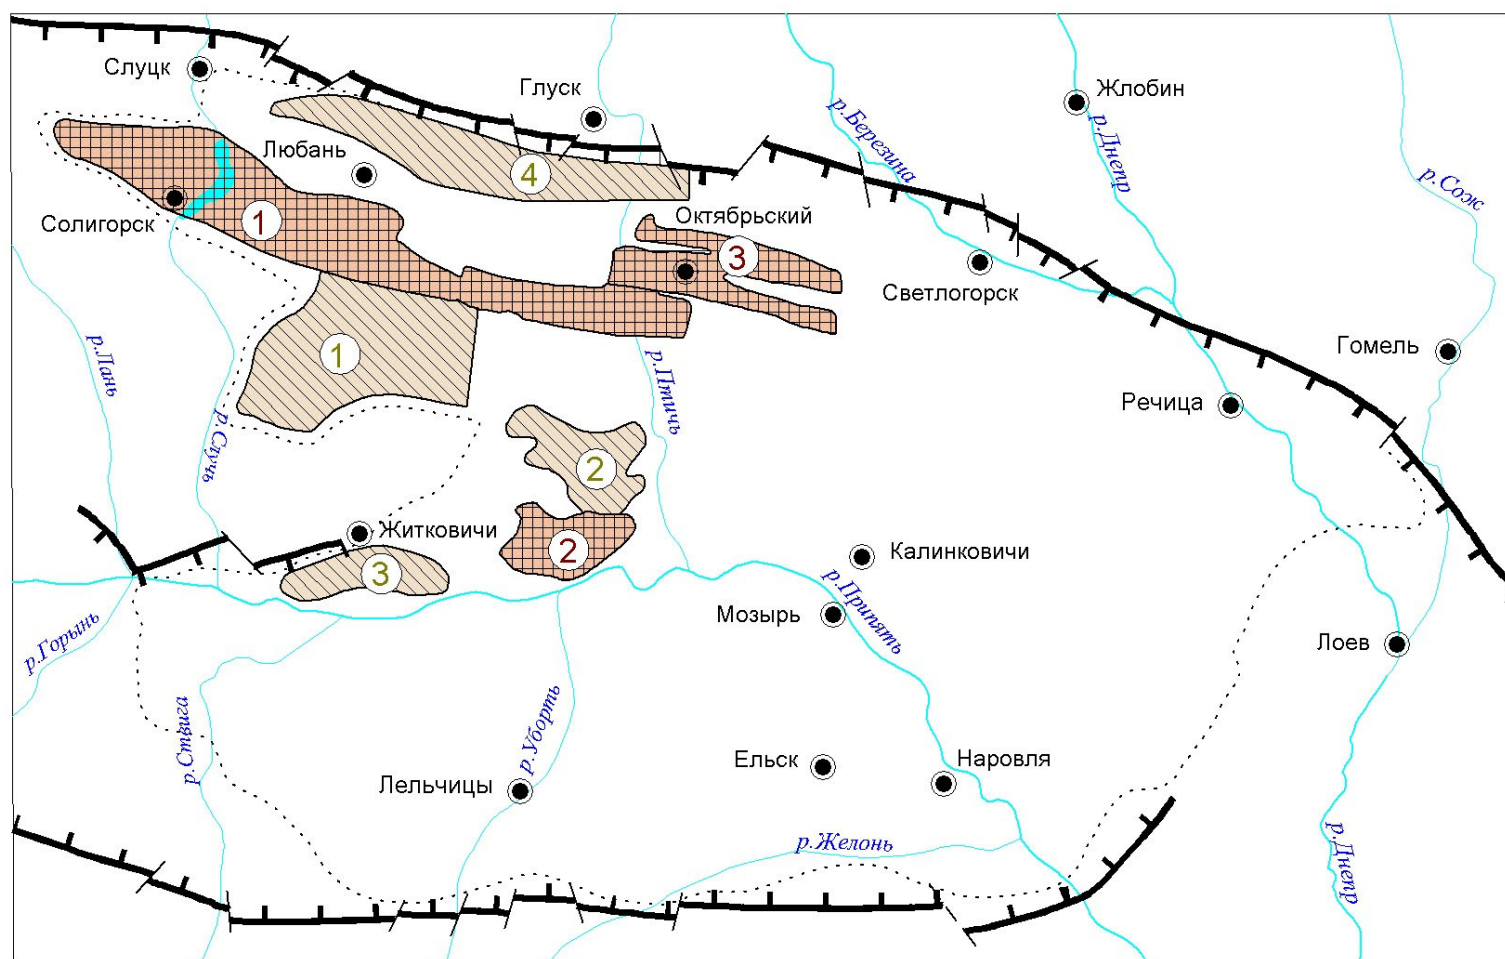 Слуцк
Глуск
Жлобин
р.Березина
р.Днепр
Любань
4
р.Сож
Солигорск
1
Октябрьский
3
Светлогорск
р.Лань
1
р.Птичь
Гомель
Речица
р.Случь
2
Житковичи
2
3
Калинковичи
р.Припять
Мозырь
р.Горынь
Лоев
р.Ствига
р.Уборть
Ельск
Наровля
Лельчицы
р.Желонь
р.Днепр